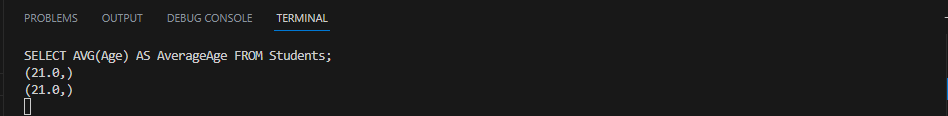 PROBLEMS OUTPUT DEBUG CONSOLE TERMINAL
SELECT AVG(Age) AS AverageAge FROM Students;
(21.0,)
(21.0,)